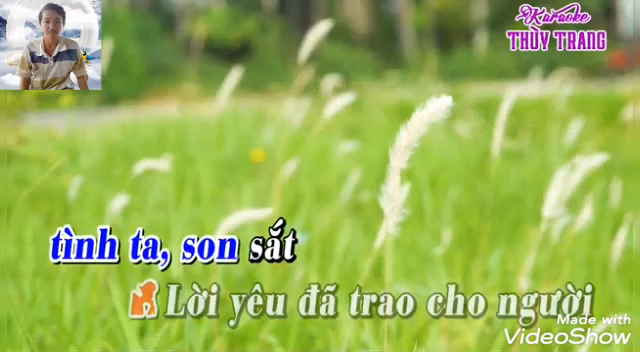 Karaoke
THÙY TRANG
tình ta, son sắt
Lời yêu đã trao cho người
Made with
VideoShow